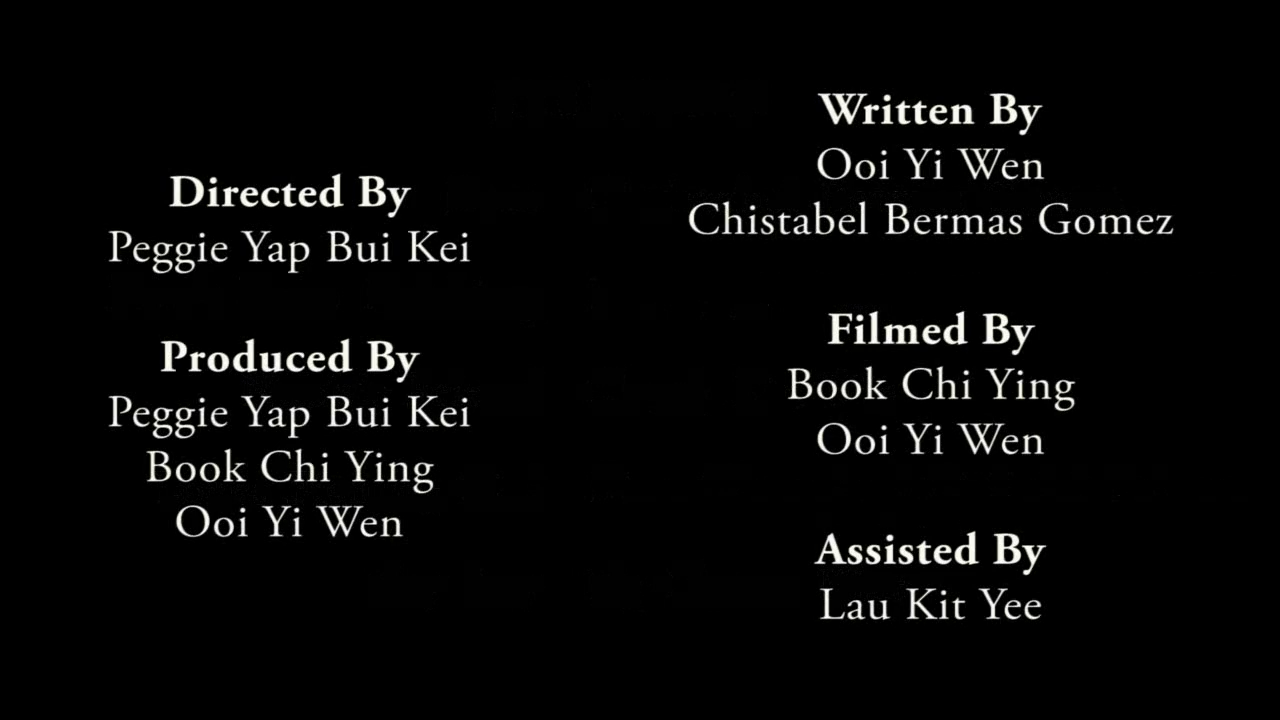 Directed By
Peggie Yap Bui Kei
Produced By
Peggie Yap Bui Kei
Book Chi Ying
Ooi Yi Wen
Written By
Ooi Yi Wen
Chistabel Bermas Gomez
Filmed By
Book Chi Ying
Ooi Yi Wen
Assisted By
Lau Kit Yee